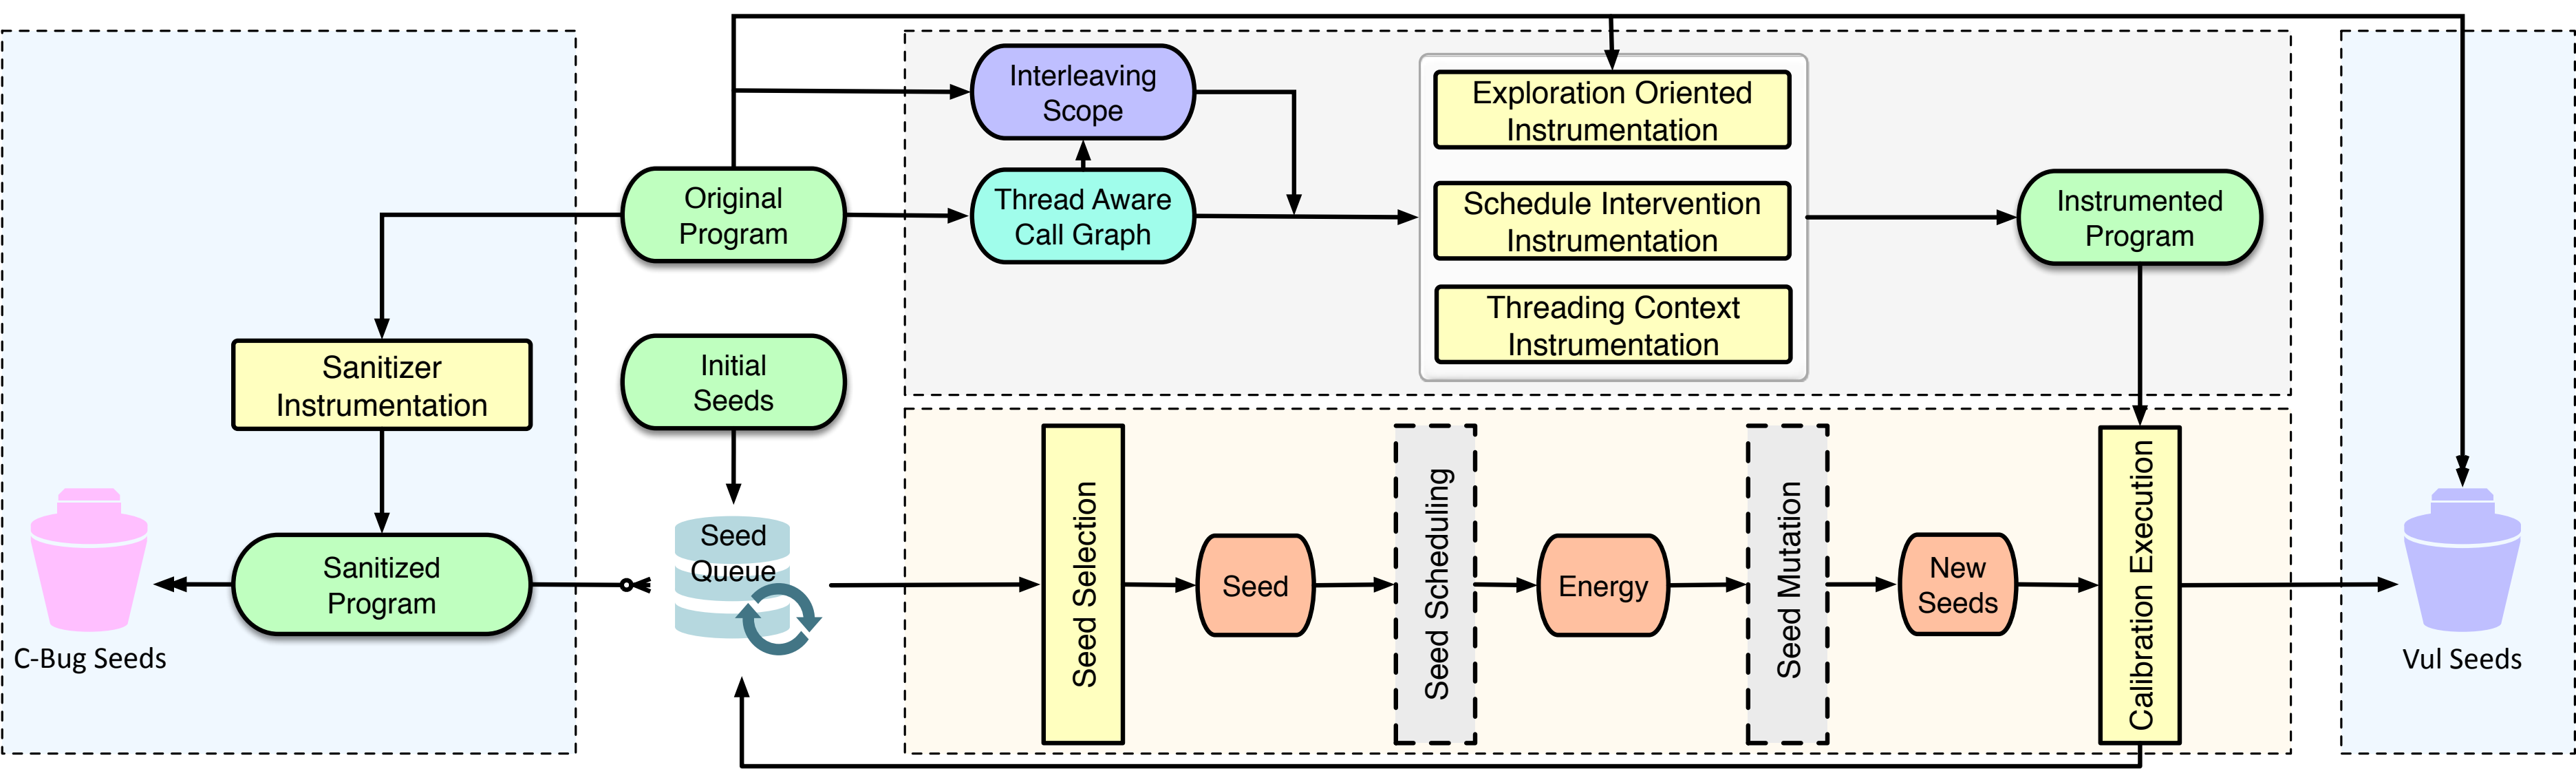 Interleaving
Scope
Exploration Oriented
Instrumentation
Original
Program
Thread Aware
Call Graph
Schedule Intervention
Instrumentation
Instrumented
Program
Threading Context
Instrumentation
Sanitizer
Instrumentation
Initial
Seeds
Seed
Queue
Seed Selection
Seed
Seed Scheduling
Energy
Seed Mutation
New
Seeds
Calibration Execution
Sanitized
Program
C-Bug Seeds
Vul Seeds